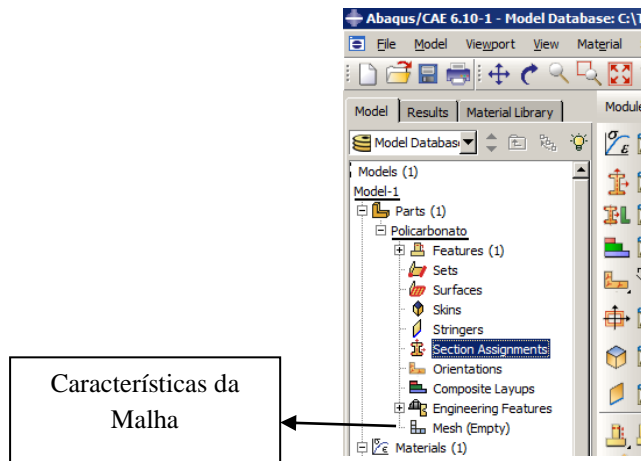 Abaqus/CAE 6.10-1 - Model Database: C:\T
File Model Viewport View Material
Model Results Material Library Module
Model Databas
Models (1)
Model-1
Parts (1)
Policarbonato
Features (1)
Sets
Surfaces
Skins
Stringers
Section Assignments
Orientations
Composite Layups
Engineering Features
Mesh (Empty)
Materials (1)
Características da
Malha